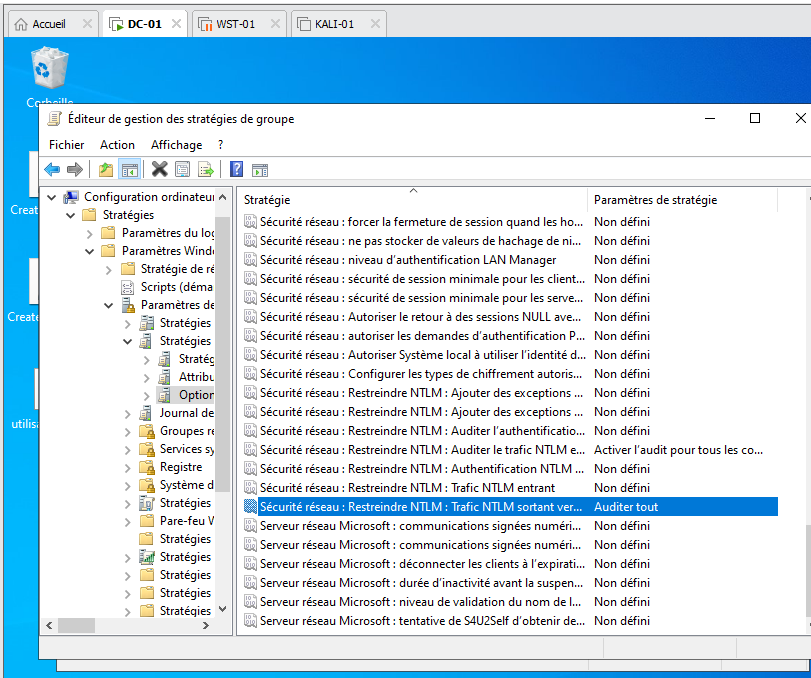 Accueil
DC-01
WST-01
KALI-01
Corbeille
Éditeur de gestion des stratégies de groupe
Fichier Action Affichage ?
Configuration ordinateur
Stratégies
Paramètres du log
Paramètres Windo
Stratégie de ré
Scripts (déma
Paramètres de
Stratégies
Stratégies
Stratég
Attribu
Option
Journal de
Groupes re
Services sy
Registre
Système d
Stratégies
Pare-feu W
Stratégies
Stratégies
Stratégies
Stratégies
Stratégies
Create
Create
utilisa
Stratégie Paramètres de stratégie
Sécurité réseau : forcer la fermeture de session quand les ho... Non défini
Sécurité réseau : ne pas stocker de valeurs de hachage de ni... Non défini
Sécurité réseau : niveau d’authentification LAN Manager Non défini
Sécurité réseau : sécurité de session minimale pour les client... Non défini
Sécurité réseau : sécurité de session minimale pour les serve... Non défini
Sécurité réseau : Autoriser le retour à des sessions NULL ave... Non défini
Sécurité réseau : autoriser les demandes d’authentification P... Non défini
Sécurité réseau : Autoriser Système local à utiliser l’identité d... Non défini
Sécurité réseau : Configurer les types de chiffrement autoris... Non défini
Sécurité réseau : Restreindre NTLM : Ajouter des exceptions ... Non défini
Sécurité réseau : Restreindre NTLM : Ajouter des exceptions ... Non défini
Sécurité réseau : Restreindre NTLM : Auditer l’authentificatio... Non défini
Sécurité réseau : Restreindre NTLM : Auditer le trafic NTLM e... Activer l’audit pour tous les co...
Sécurité réseau : Restreindre NTLM : Authentification NTLM ... Non défini
Sécurité réseau : Restreindre NTLM : Trafic NTLM entrant Non défini
Sécurité réseau : Restreindre NTLM : Trafic NTLM sortant ver... Auditer tout
Serveur réseau Microsoft : communications signées numéri... Non défini
Serveur réseau Microsoft : communications signées numéri... Non défini
Serveur réseau Microsoft : déconnecter les clients à l’expirati... Non défini
Serveur réseau Microsoft : durée d’inactivité avant la suspen... Non défini
Serveur réseau Microsoft : niveau de validation du nom de l... Non défini
Serveur réseau Microsoft : tentative de S4U2Self d’obtenir de... Non défini